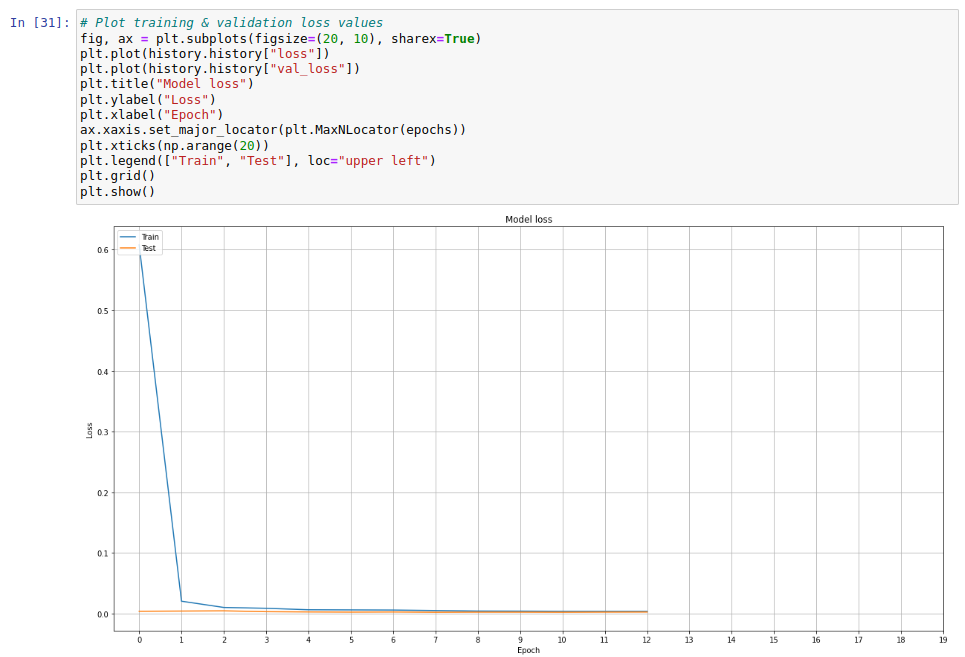 In [31]:
# Plot training & validation loss values
fig, ax = plt.subplots(figsize=(20, 10), sharex=True)
plt.plot(history.history["loss"])
plt.plot(history.history["val_loss"])
plt.title("Model loss")
plt.ylabel("Loss")
plt.xlabel("Epoch")
ax.xaxis.set_major_locator(plt.MaxNLocator(epochs))
plt.xticks(np.arange(20))
plt.legend(["Train", "Test"], loc="upper left")
plt.grid()
plt.show()
Model loss
Train
Test
0.6
0.5
0.4
0.3
Loss
0.2
0.1
0.0
0 1 2 3 4 5 6 7 8 9 10 11 12 13 14 15 16 17 18 19
Epoch